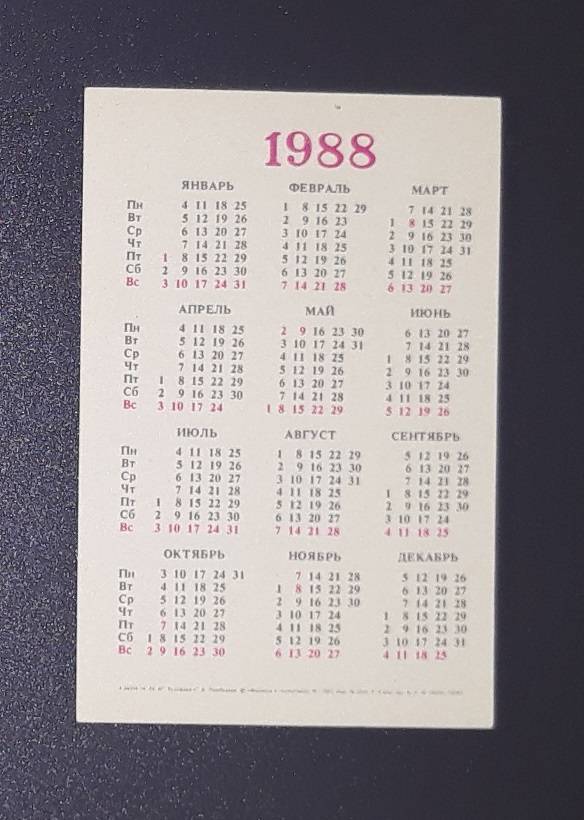 1988
ЯНВАРЬ ФЕВРАЛЬ МАРТ
Пн 4 11 18 25 1 8 15 22 29 7 14 21 28
Вт 5 12 19 26 2 9 16 23 1 8 15 22 29
Ср 6 13 20 27 3 10 17 24 2 9 16 23 30
Чт 7 14 21 28 4 11 18 25 3 10 17 24 31
Пт 1 8 15 22 29 5 12 19 26 4 11 18 25
Сб 2 9 16 23 30 6 13 20 27 5 12 19 26
Вс 3 10 17 24 31 7 14 21 28 6 13 20 27
АПРЕЛЬ МАЙ ИЮНЬ
Пн 4 11 18 25 2 9 16 23 30 6 13 20 27
Вт 5 12 19 26 3 10 17 24 31 7 14 21 28
Ср 6 13 20 27 4 11 18 25 1 8 15 22 29
Чт 7 14 21 28 5 12 19 26 2 9 16 23 30
Пт 1 8 15 22 29 6 13 20 27 3 10 17 24
Сб 2 9 16 23 30 7 14 21 28 4 11 18 25
Вс 3 10 17 24 1 8 15 22 29 5 12 19 26
ИЮЛЬ АВГУСТ СЕНТЯБРЬ
Пн 4 11 18 25 1 8 15 22 29 5 12 19 26
Вт 5 12 19 26 2 9 16 23 30 6 13 20 27
Ср 6 13 20 27 3 10 17 24 31 7 14 21 28
Чт 7 14 21 28 4 11 18 25 1 8 15 22 29
Пт 1 8 15 22 29 5 12 19 26 2 9 16 23 30
Сб 2 9 16 23 30 6 13 20 27 3 10 17 24
Вс 3 10 17 24 31 7 14 21 28 4 11 18 25
ОКТЯБРЬ НОЯБРЬ ДЕКАБРЬ
Пн 3 10 17 24 31 7 14 21 28 5 12 19 26
Вт 4 11 18 25 1 8 15 22 29 6 13 20 27
Ср 5 12 19 26 2 9 16 23 30 7 14 21 28
Чт 6 13 20 27 3 10 17 24 1 8 15 22 29
Пт 7 14 21 28 4 11 18 25 2 9 16 23 30
Сб 1 8 15 22 29 5 12 19 26 3 10 17 24 31
Вс 2 9 16 23 30 6 13 20 27 4 11 18 25